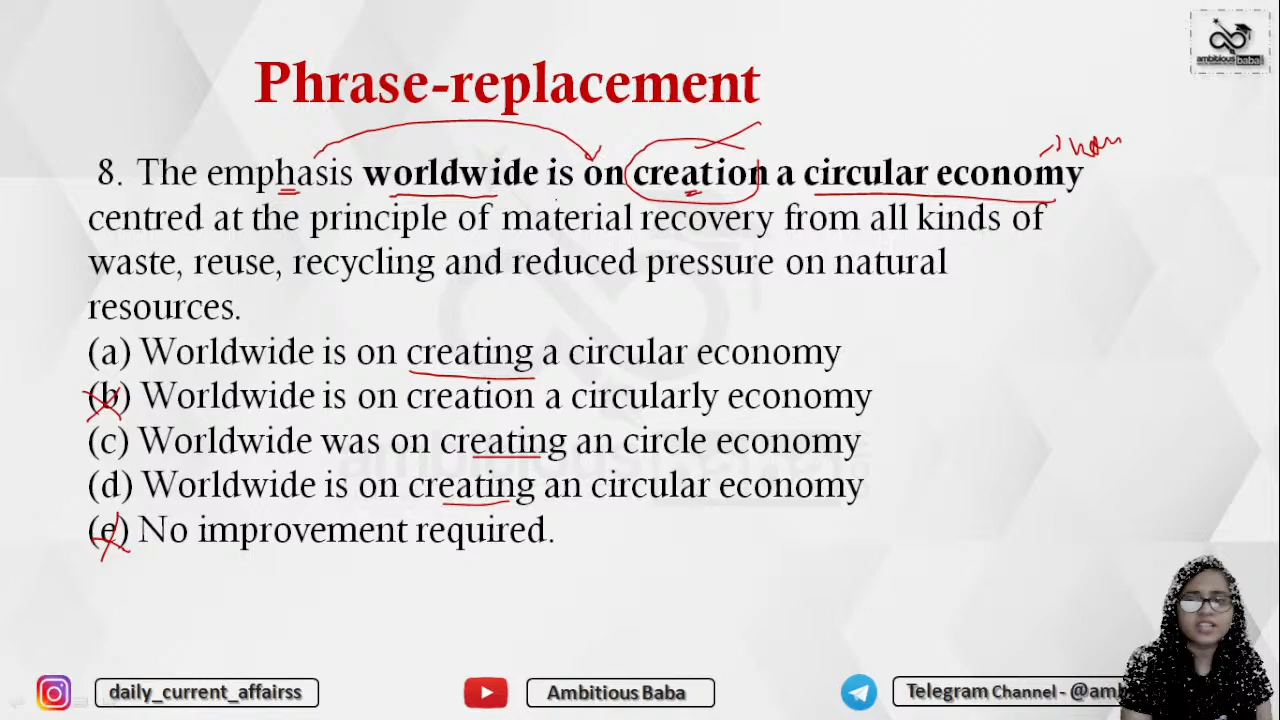 ambitious baba
Phrase-replacement
8. The emphasis worldwide is on creation a circular economy
centred at the principle of material recovery from all kinds of
waste, reuse, recycling and reduced pressure on natural
resources.
(a) Worldwide is on creating a circular economy
(b) Worldwide is on creation a circularly economy
(c) Worldwide was on creating an circle economy
(d) Worldwide is on creating an circular economy
(e) No improvement required.
daily_current_affairss
Ambitious Baba
Telegram Channel - @amb